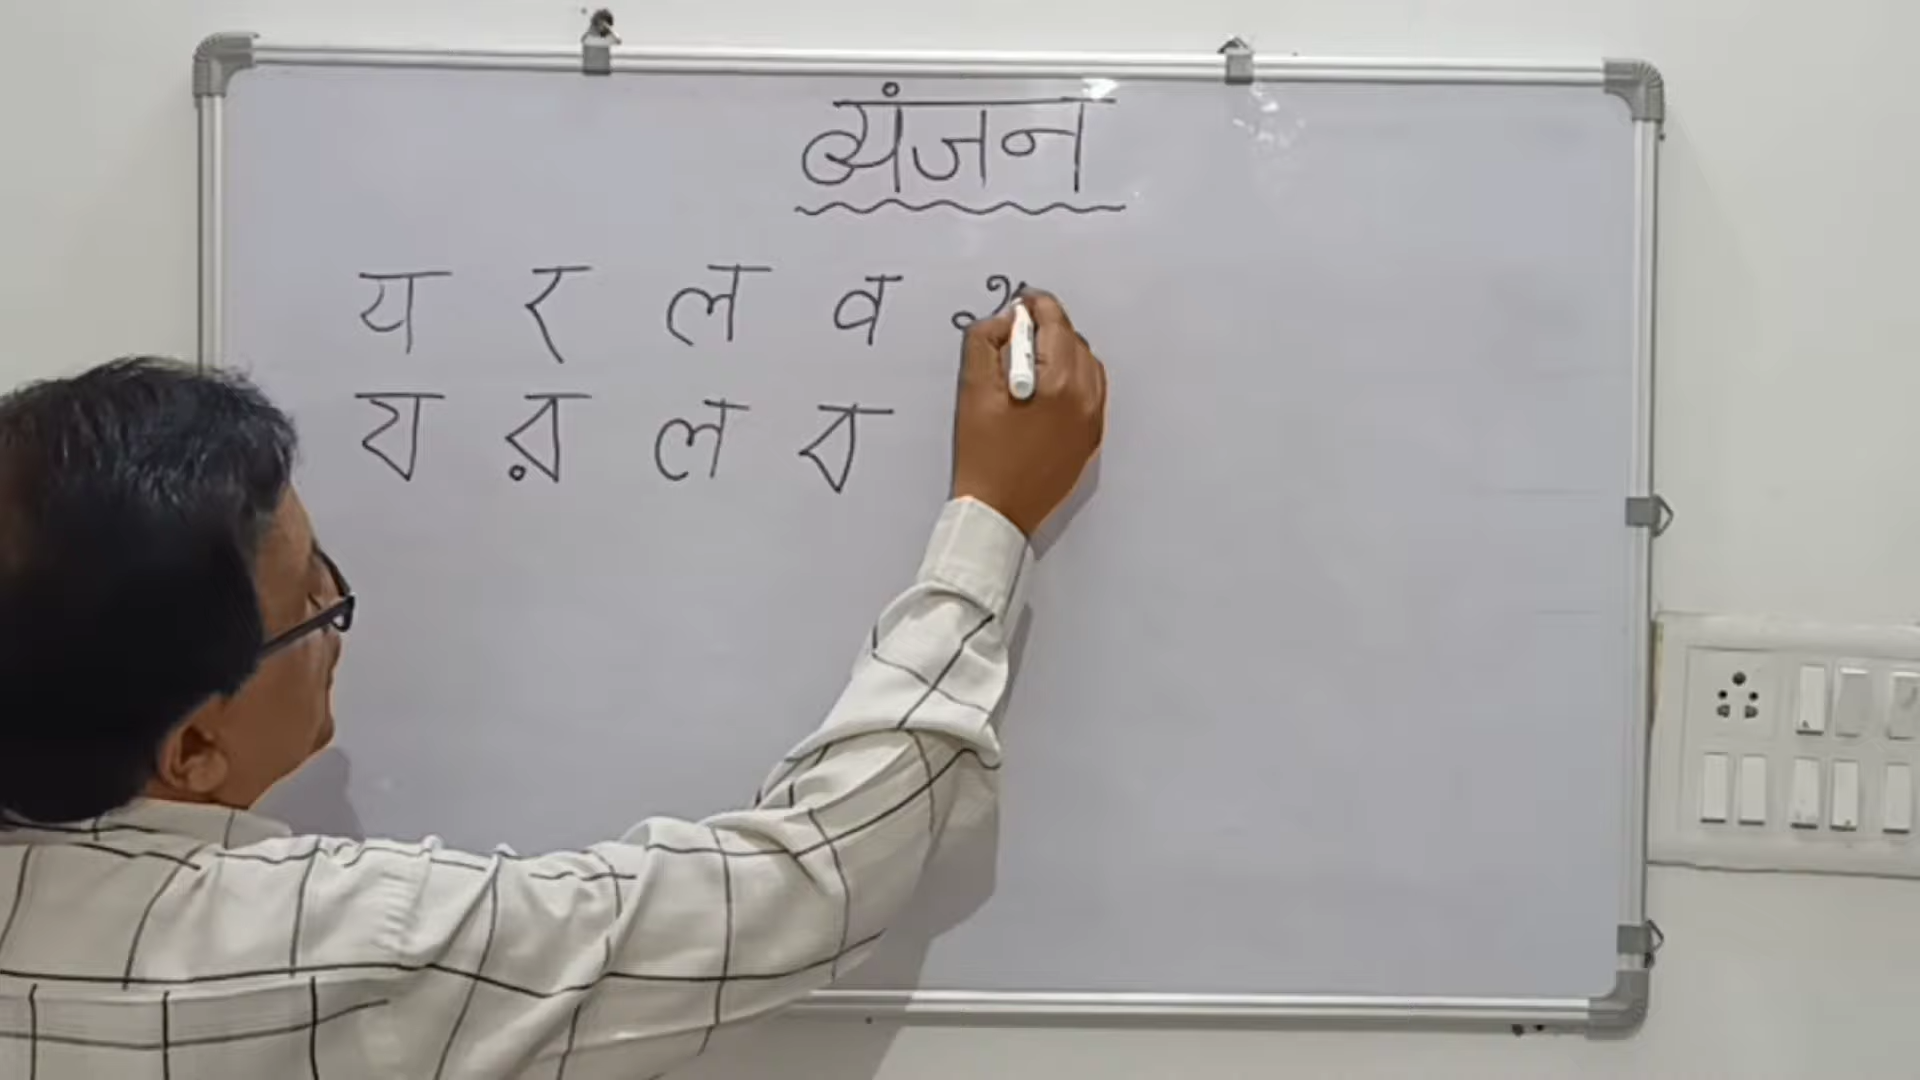 व्यंजन
य र ल व
য র ল ব